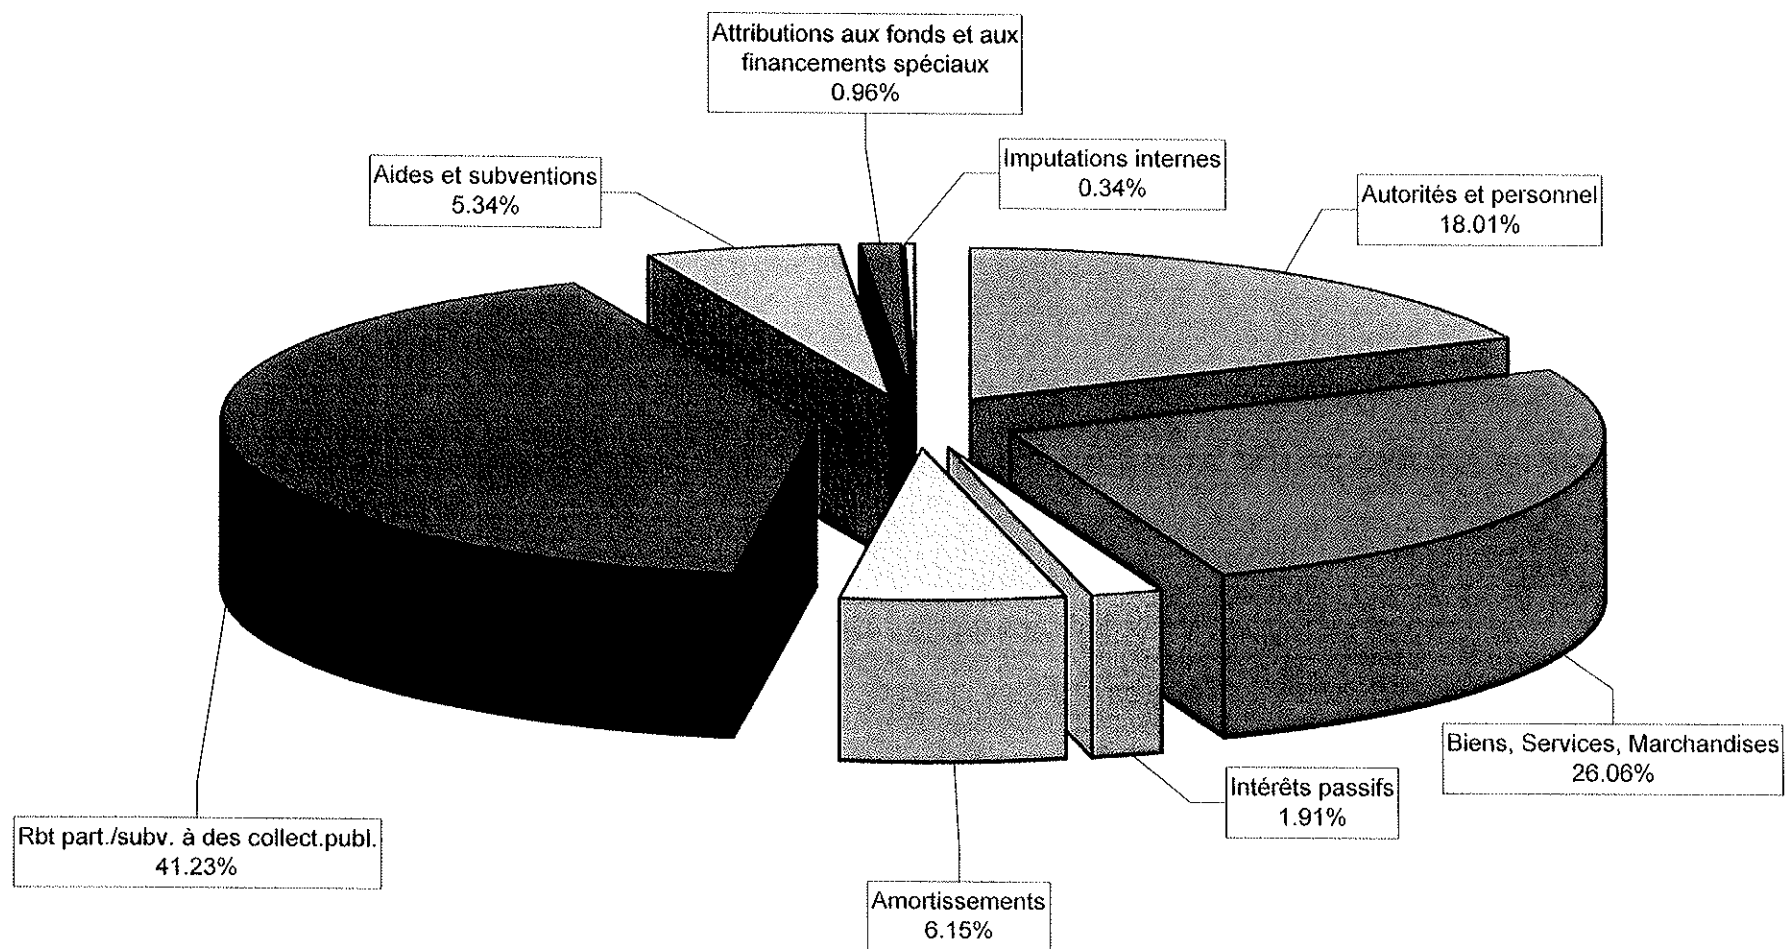 Attributions aux fonds et aux
financements spéciaux
0.96%
Imputations internes
0.34%
Aides et subventions
5.34%
Autorités et personnel
18.01%
Biens, Services, Marchandises
26.06%
Intérêts passifs
1.91%
Rbt part./subv. à des collect.publ.
41.23%
Amortissements
6.15%